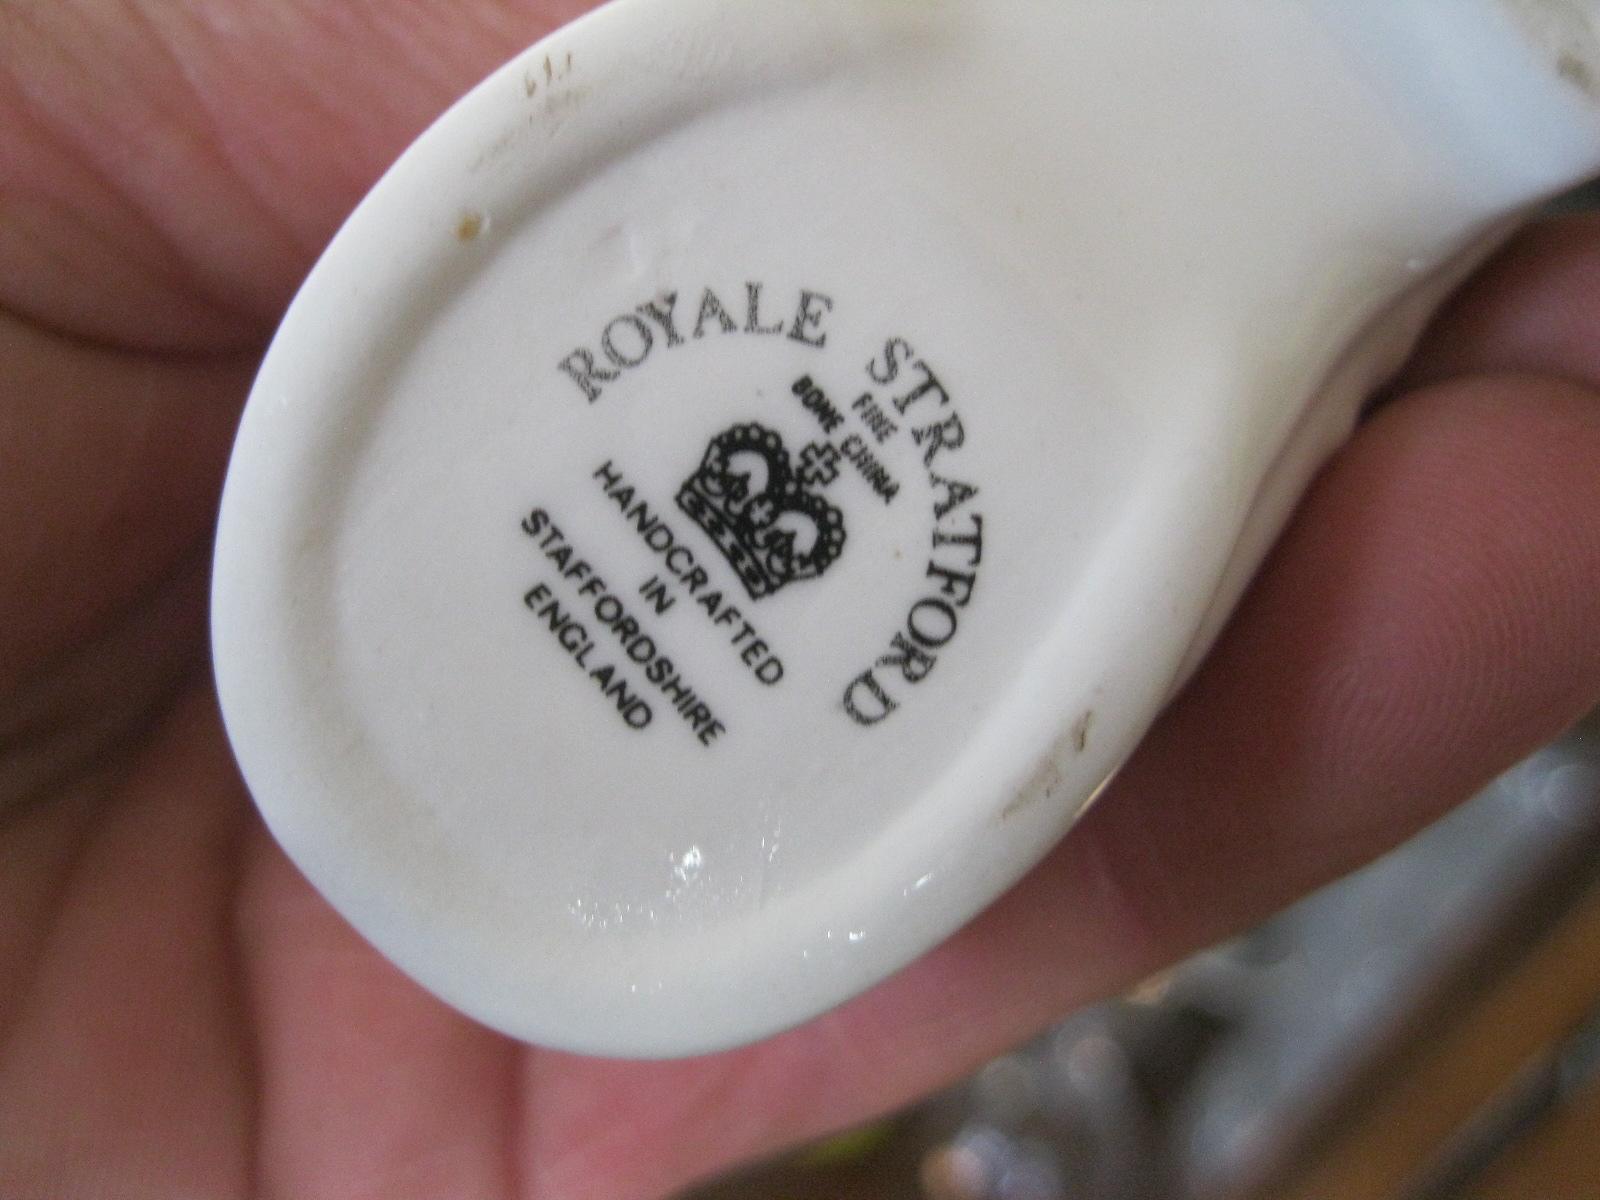 ROYALE STRATFORD
FINE
BONE CHINA
HANDCRAFTED
IN
STAFFORDSHIRE
ENGLAND